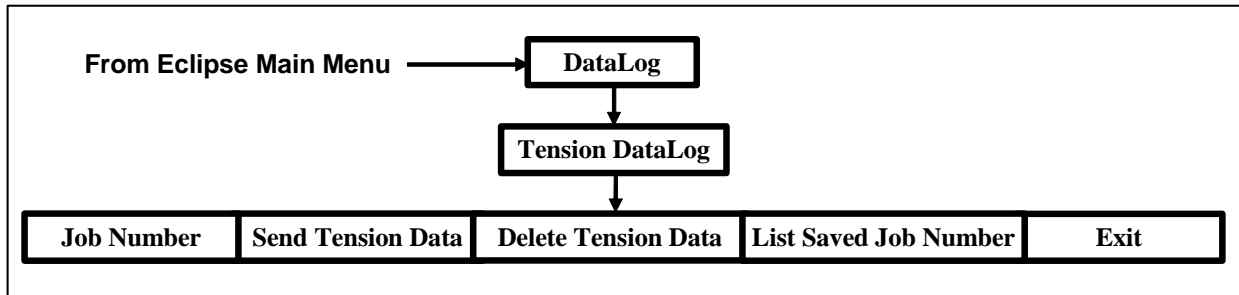 From Eclipse Main Menu DataLog
Tension DataLog
Job Number Send Tension Data Delete Tension Data List Saved Job Number Exit